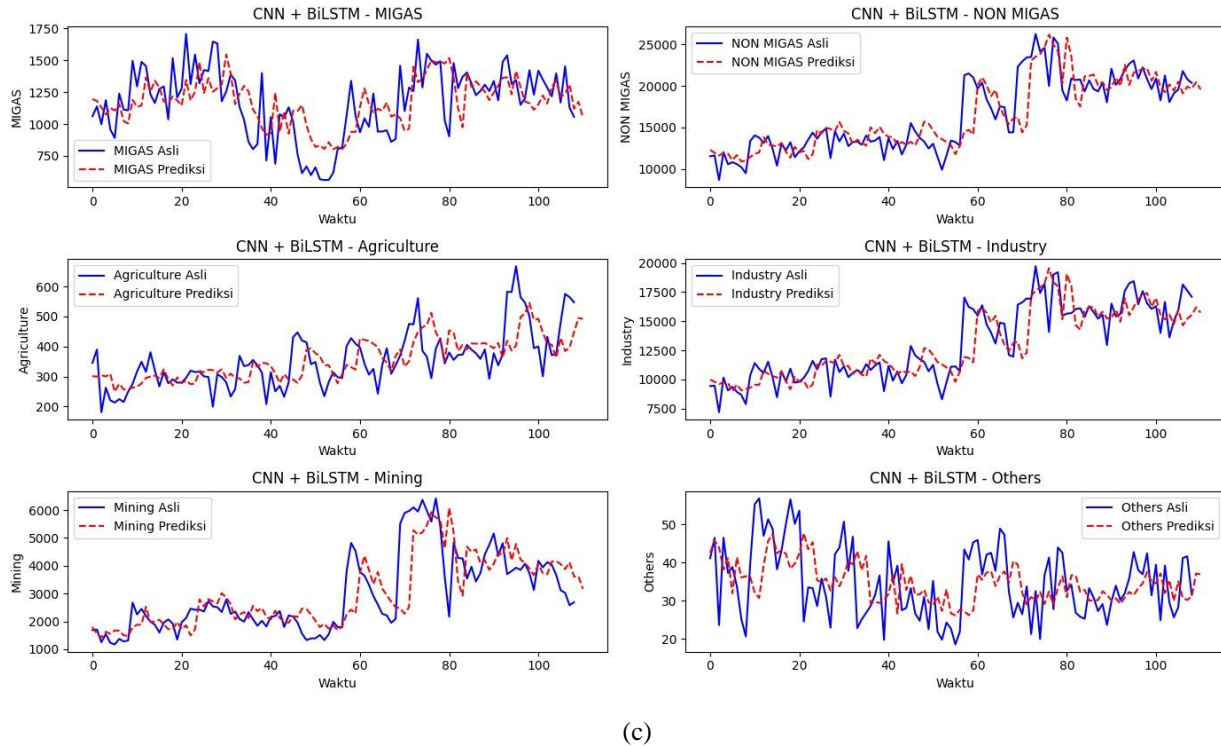 CNN + BiLSTM - MIGAS
1750
1500
1250
1000
750
MIGAS
MIGAS Asli
MIGAS Prediksi
0 20 40 60 80 100
Waktu
CNN + BiLSTM - NON MIGAS
25000
20000
15000
10000
NON MIGAS
NON MIGAS Asli
NON MIGAS Prediksi
0 20 40 60 80 100
Waktu
CNN + BiLSTM - Agriculture
600
500
400
300
200
Agriculture
Agriculture Asli
Agriculture Prediksi
0 20 40 60 80 100
Waktu
CNN + BiLSTM - Industry
20000
17500
15000
12500
10000
7500
Industry
Industry Asli
Industry Prediksi
0 20 40 60 80 100
Waktu
CNN + BiLSTM - Mining
6000
5000
4000
3000
2000
1000
Mining
Mining Asli
Mining Prediksi
0 20 40 60 80 100
Waktu
CNN + BiLSTM - Others
50
40
30
20
Others
Others Asli
Others Prediksi
0 20 40 60 80 100
Waktu
(c)